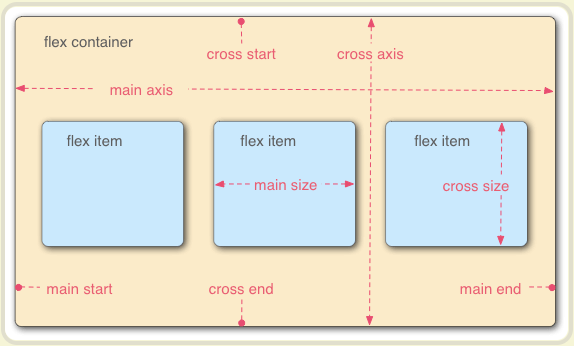 flex container
cross start
cross axis
main axis
flex item
flex item
flex item
main size
cross size
main start
cross end
main end